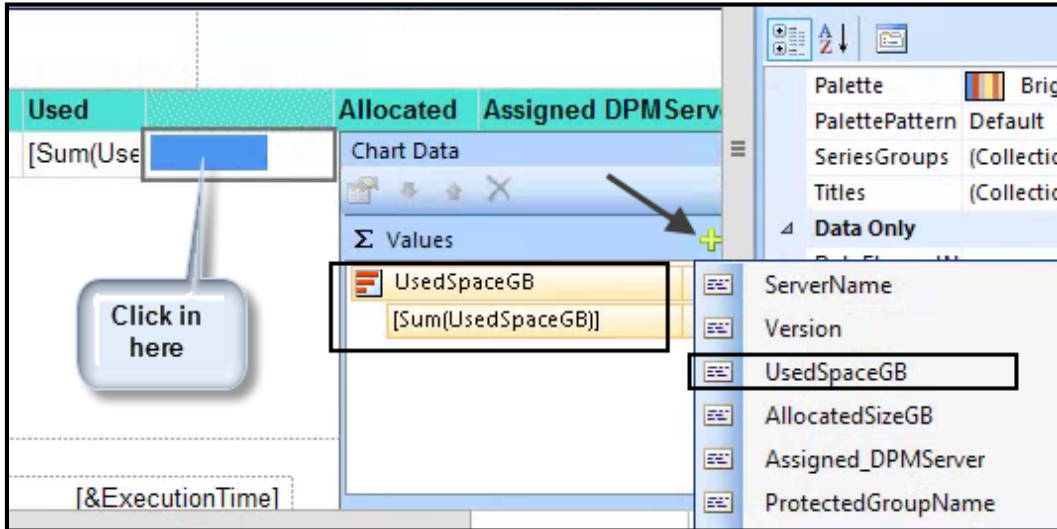 Used
Allocated
Assigned DPMServ
[Sum(Use
Click in
here
[&ExecutionTime]
Chart Data
Σ Values
UsedSpaceGB
[Sum(UsedSpaceGB)]
Palette
Brig
PalettePattern
Default
SeriesGroups
(Collectio
Titles
(Collectio
Data Only
ServerName
Version
UsedSpaceGB
AllocatedSizeGB
Assigned_DPMServer
ProtectedGroupName